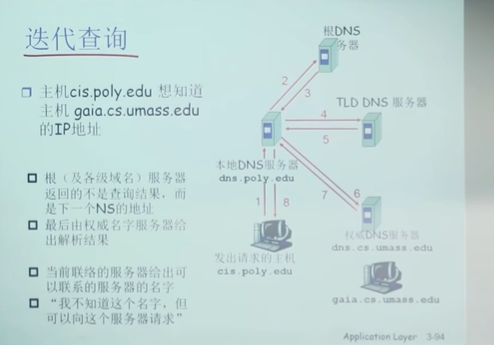 迭代查询
主机cis.poly.edu 想知道
主机 gaia.cs.umass.edu
的IP地址
根（及各级域名）服务器
返回的不是查询结果，而
是下一个NS的地址
最后由权威名字服务器给
出解析结果
当前联络的服务器给出可
以联系的服务器的名字
“我不知道这个名字，但
可以向这个服务器请求”
根DNS
务器
2
3
TLD DNS 服务器
4
5
本地DNS服务器
dns.poly.edu
1
8
7
6
权威DNS服务器
dns.cs.umass.edu
发出请求的主机
cis.poly.edu
gaia.cs.umass.edu
Application Layer 3-94